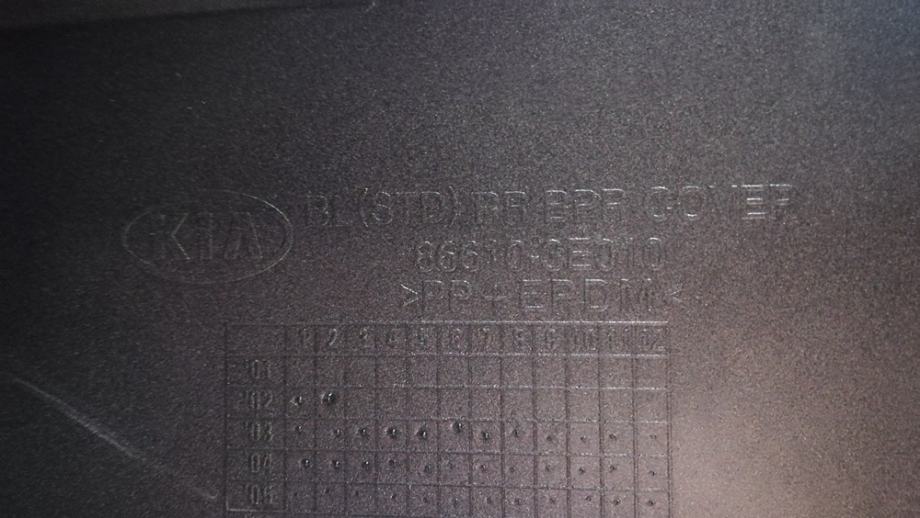 KIA
BL(STD) RR BPR COVER
86610-3E010
>PP+EPDM<
1 2 3 4 5 6 7 8 9 10 11 12
'01
'02
'03
'04
'05